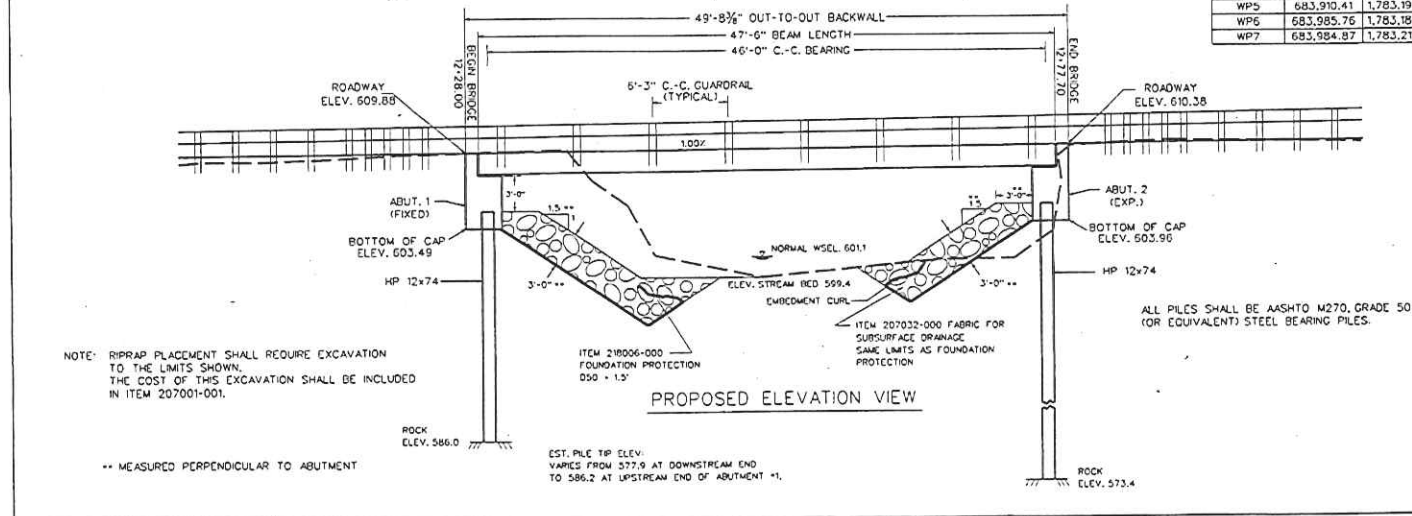 WP5 683,910.41 1,783,19
WP6 683,985.76 1,783,18
WP7 683,984.87 1,783,21
49'-8⅜" OUT-TO-OUT BACKWALL
47'-6" BEAM LENGTH
46'-0" C.-C. BEARING
BEGIN BRIDGE
12+28.00
END BRIDGE
12+77.70
ROADWAY
ELEV. 609.88
6'-3" C.-C. GUARDRAIL
(TYPICAL)
ROADWAY
ELEV. 610.38
1.00%
3'-0"
ABUT. 1
(FIXED)
1.5 **
1
**
1.5
1
**
3'-0"
ABUT. 2
(EXP.)
BOTTOM OF CAP
ELEV. 603.49
NORMAL WSEL. 601.1
BOTTOM OF CAP
ELEV. 603.96
HP 12x74
3'-0" **
ELEV. STREAM BED 599.4
EMBEDMENT CURL
3'-0" **
HP 12x74
ALL PILES SHALL BE AASHTO M270, GRADE 50
(OR EQUIVALENT) STEEL BEARING PILES.
NOTE: RIPRAP PLACEMENT SHALL REQUIRE EXCAVATION
TO THE LIMITS SHOWN.
THE COST OF THIS EXCAVATION SHALL BE INCLUDED
IN ITEM 207001-001.
ITEM 218006-000
FOUNDATION PROTECTION
D50 = 1.5'
ITEM 207032-000 FABRIC FOR
SUBSURFACE DRAINAGE
SAME LIMITS AS FOUNDATION
PROTECTION
PROPOSED ELEVATION VIEW
ROCK
ELEV. 586.0
** MEASURED PERPENDICULAR TO ABUTMENT
EST. PILE TIP ELEV:
VARIES FROM 577.9 AT DOWNSTREAM END
TO 586.2 AT UPSTREAM END OF ABUTMENT #1.
ROCK
ELEV. 573.4